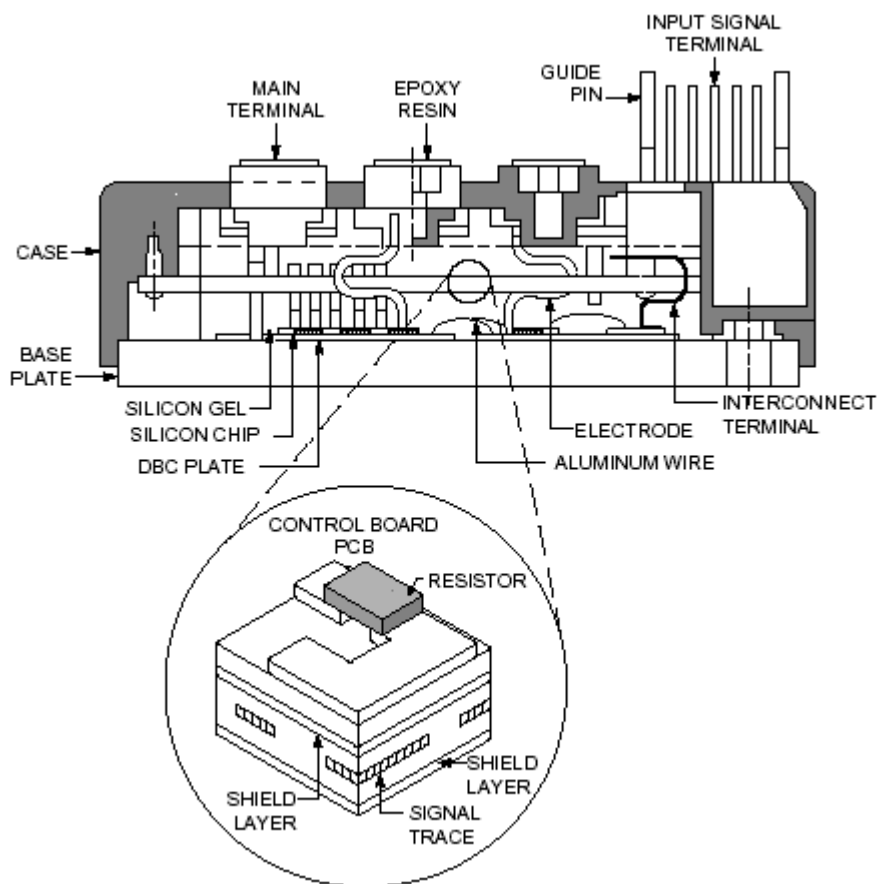 INPUT SIGNAL
TERMINAL
GUIDE
PIN
MAIN
TERMINAL
EPOXY
RESIN
CASE
BASE
PLATE
SILICON GEL
SILICON CHIP
DBC PLATE
ELECTRODE
ALUMINUM WIRE
INTERCONNECT
TERMINAL
CONTROL BOARD
PCB
RESISTOR
SHIELD
LAYER
SHIELD
LAYER
SIGNAL
TRACE